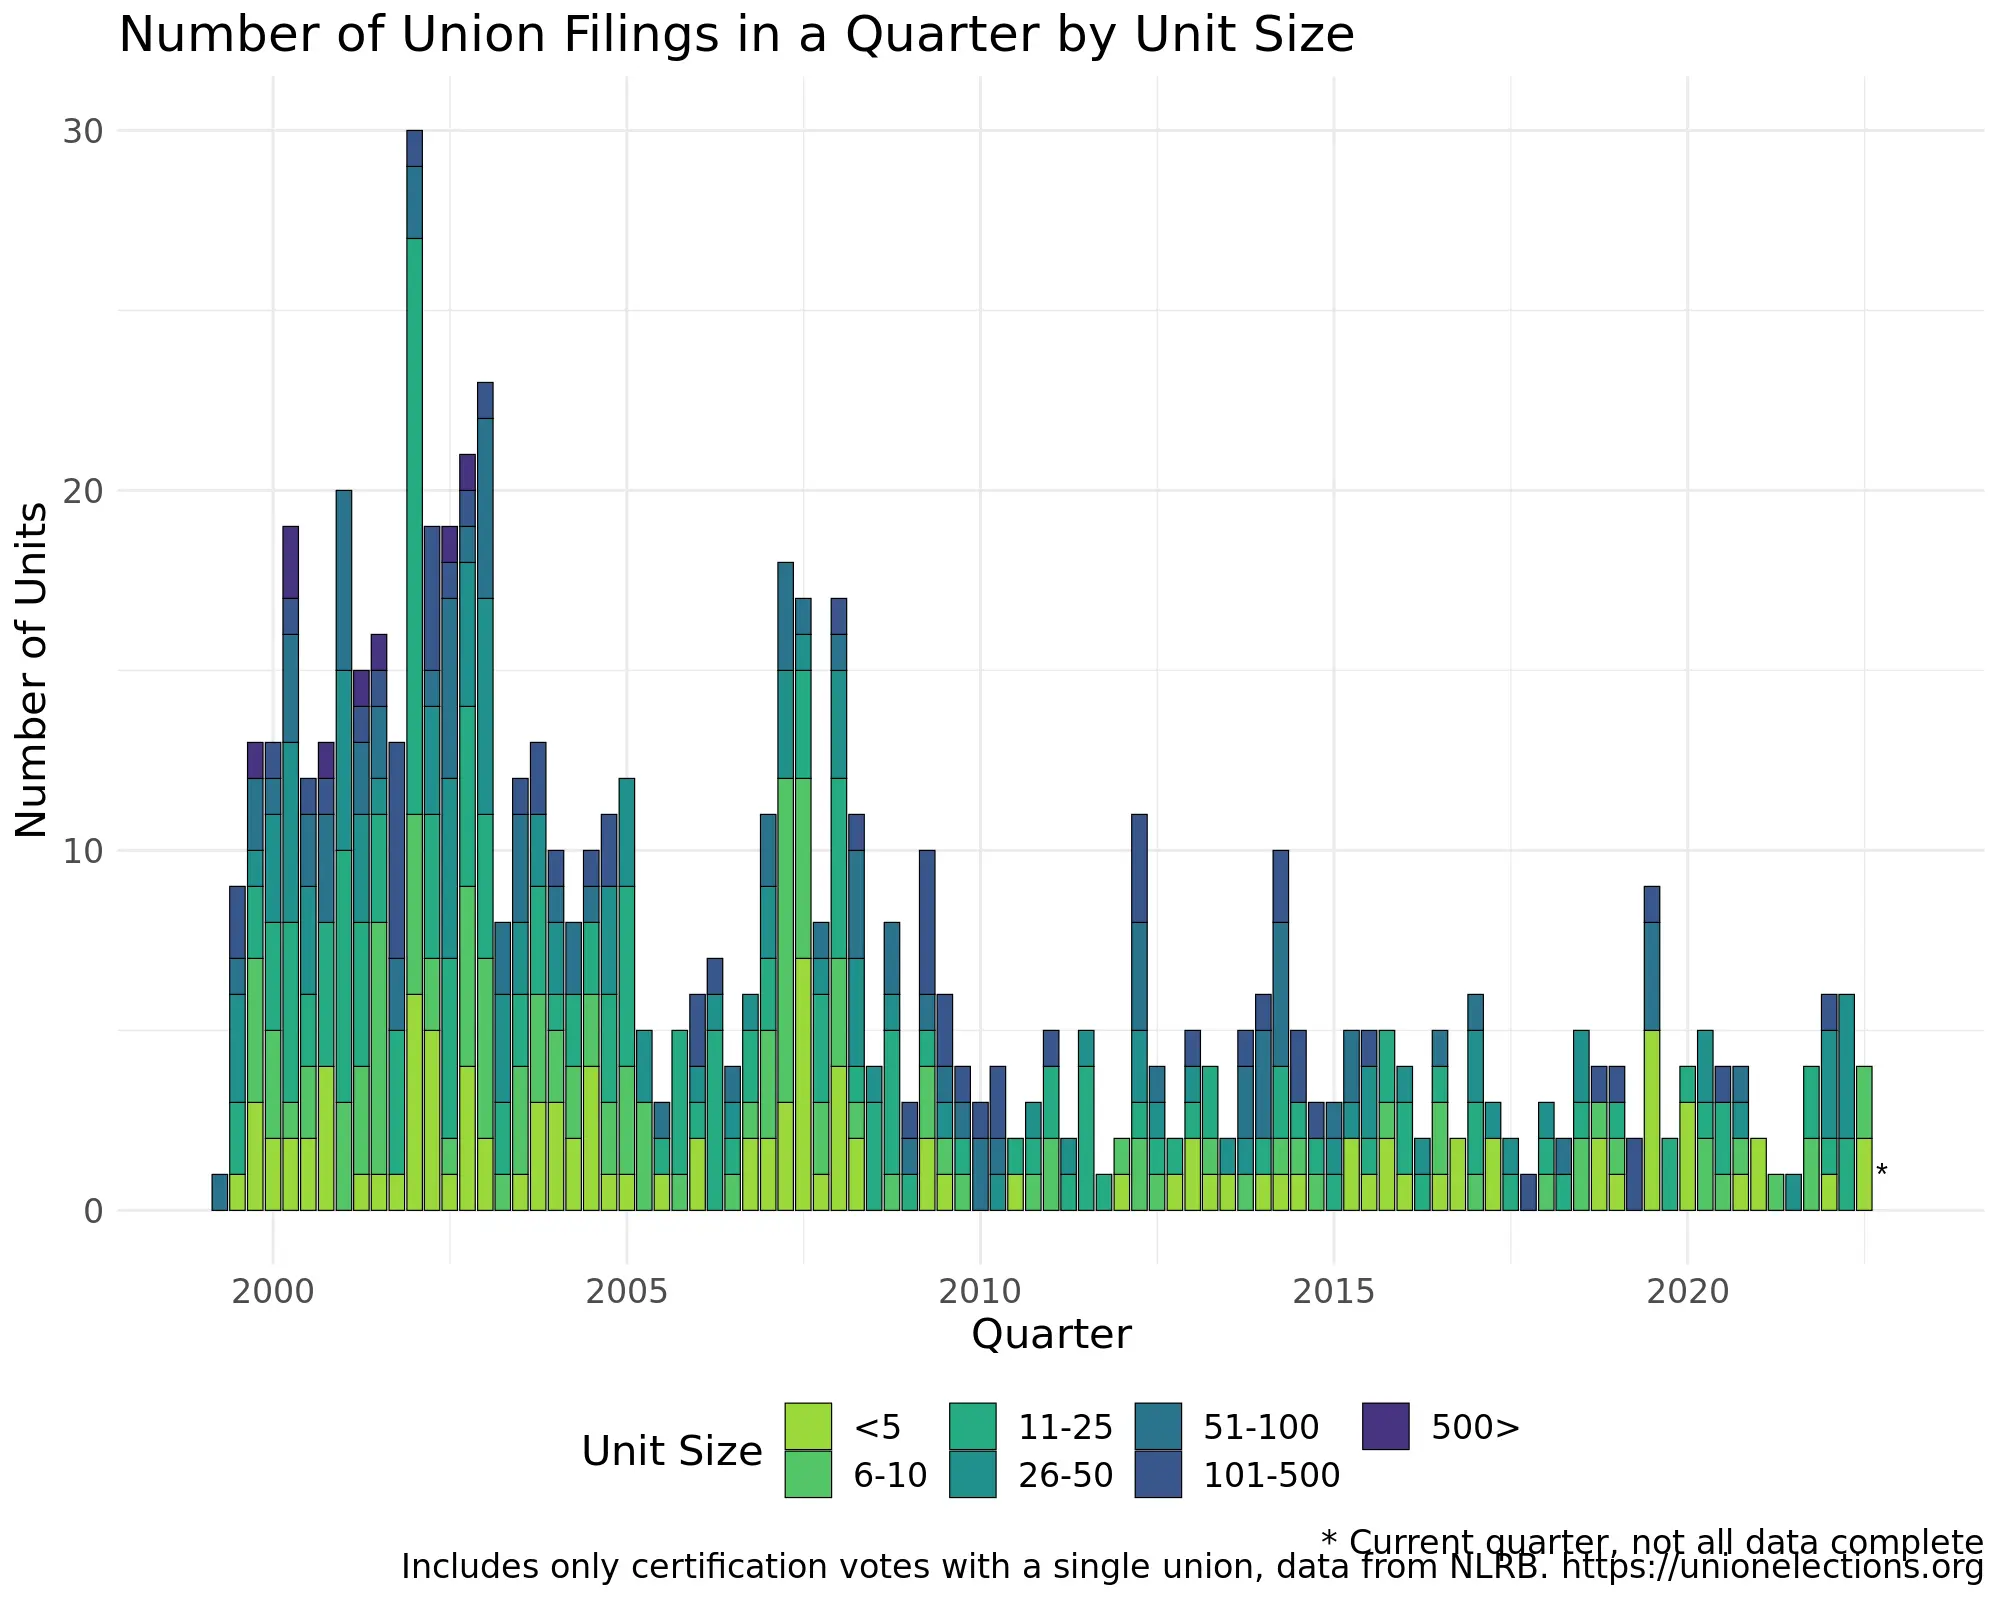 Number of Union Filings in a Quarter by Unit Size
Number of Units
30
20
10
0
*
2000 2005 2010 2015 2020
Quarter
Unit Size
<5 11-25 51-100 500>
6-10 26-50 101-500
* Current quarter, not all data complete
Includes only certification votes with a single union, data from NLRB. https://unionelections.org